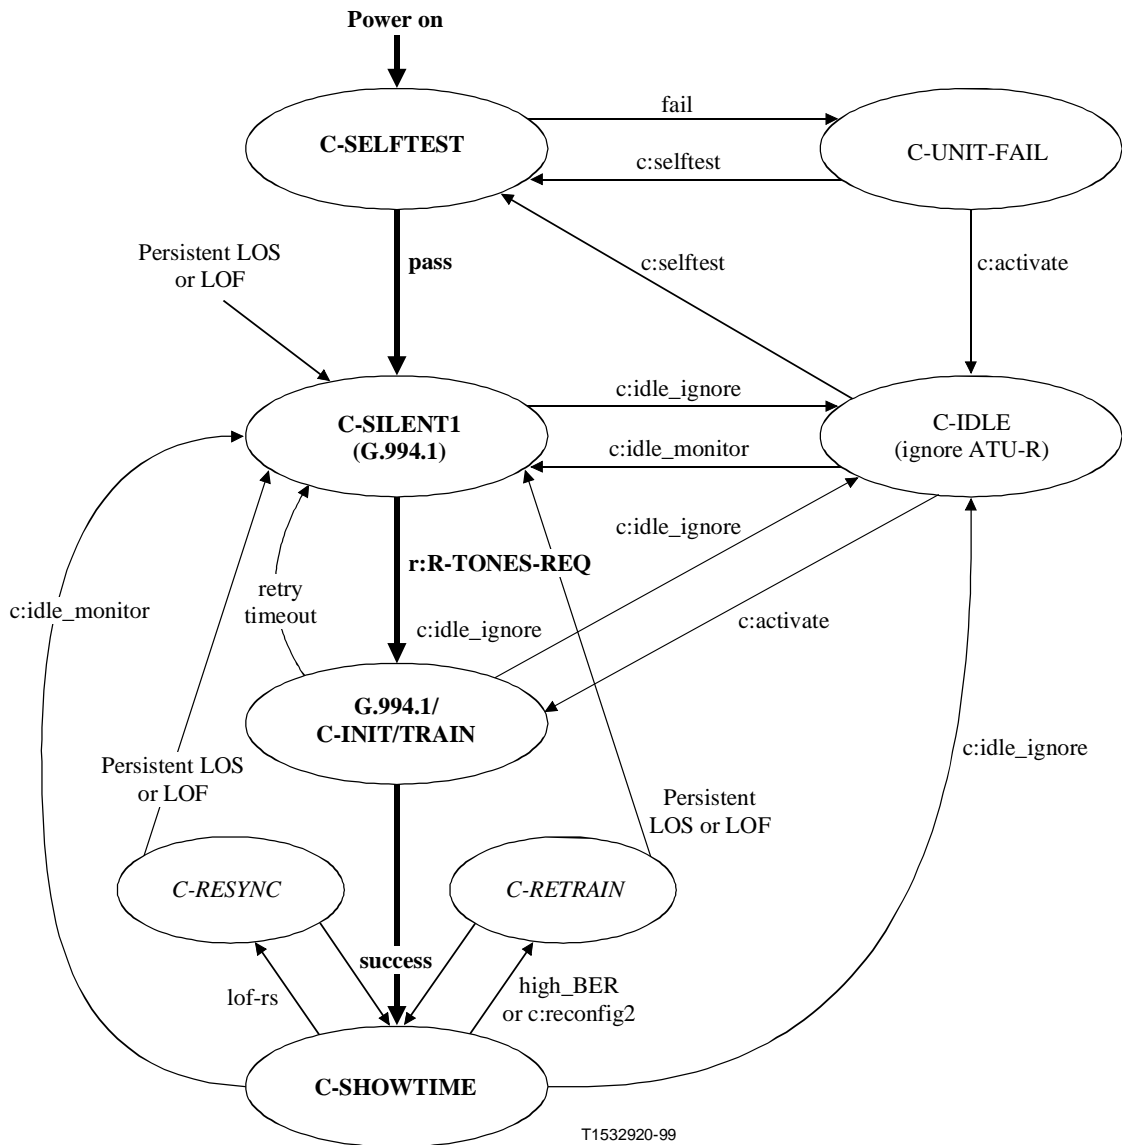 Power on
fail
C-SELFTEST
C-UNIT-FAIL
c:selftest
Persistent LOS
or LOF
pass
c:selftest
c:activate
c:idle_ignore
C-SILENT1
(G.994.1)
C-IDLE
(ignore ATU-R)
c:idle_monitor
c:idle_ignore
r:R-TONES-REQ
retry
timeout
c:idle_monitor
c:idle_ignore
c:activate
G.994.1/
C-INIT/TRAIN
c:idle_ignore
Persistent LOS
or LOF
Persistent
LOS or LOF
C-RESYNC
C-RETRAIN
success
lof-rs
high_BER
or c:reconfig2
C-SHOWTIME
T1532920-99